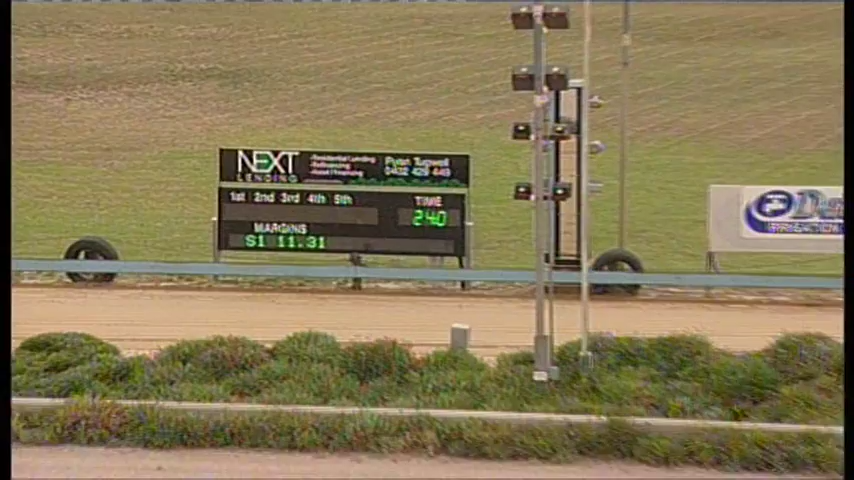 NEXT
LENDING
Residential Lending
Refinancing
Asset Financing
Ryan Tugwell
0432 429 449
1st 2nd 3rd 4th 5th
TIME
240
MARGINS
S1 11.31